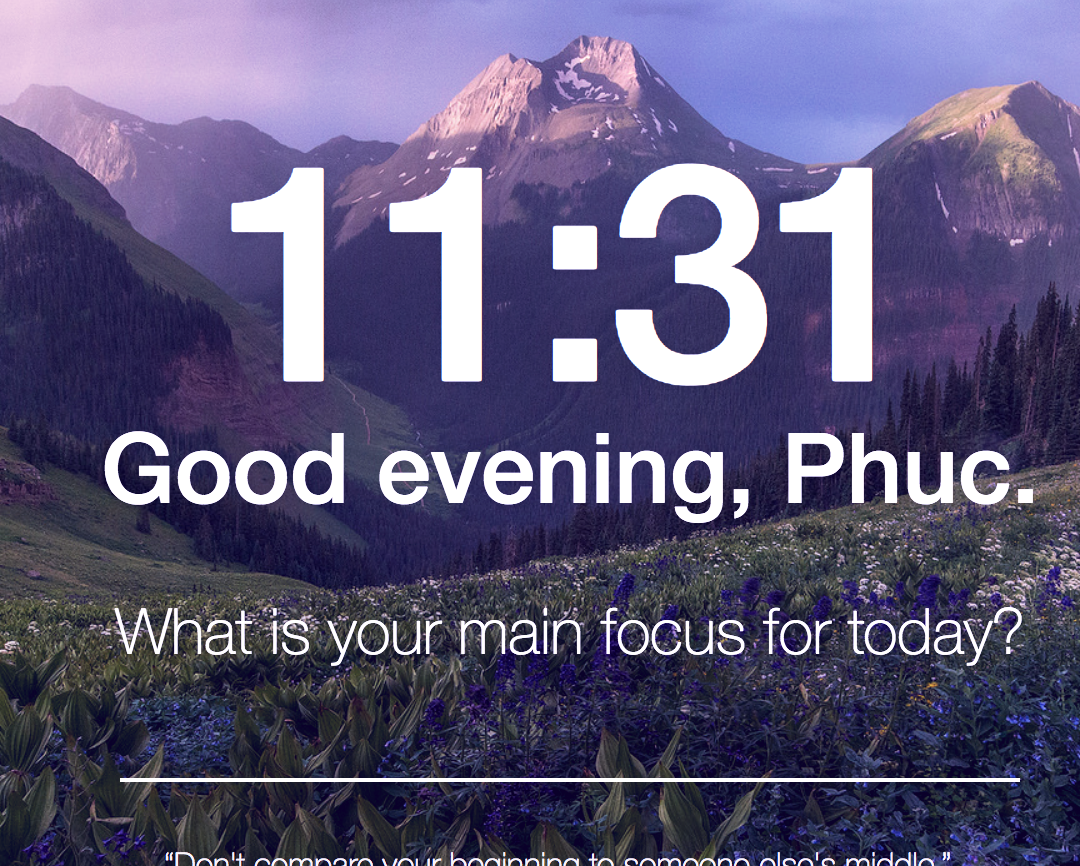 11:31
Good evening, Phuc.
What is your main focus for today?
“Don't compare your beginning to someone else's middle.”